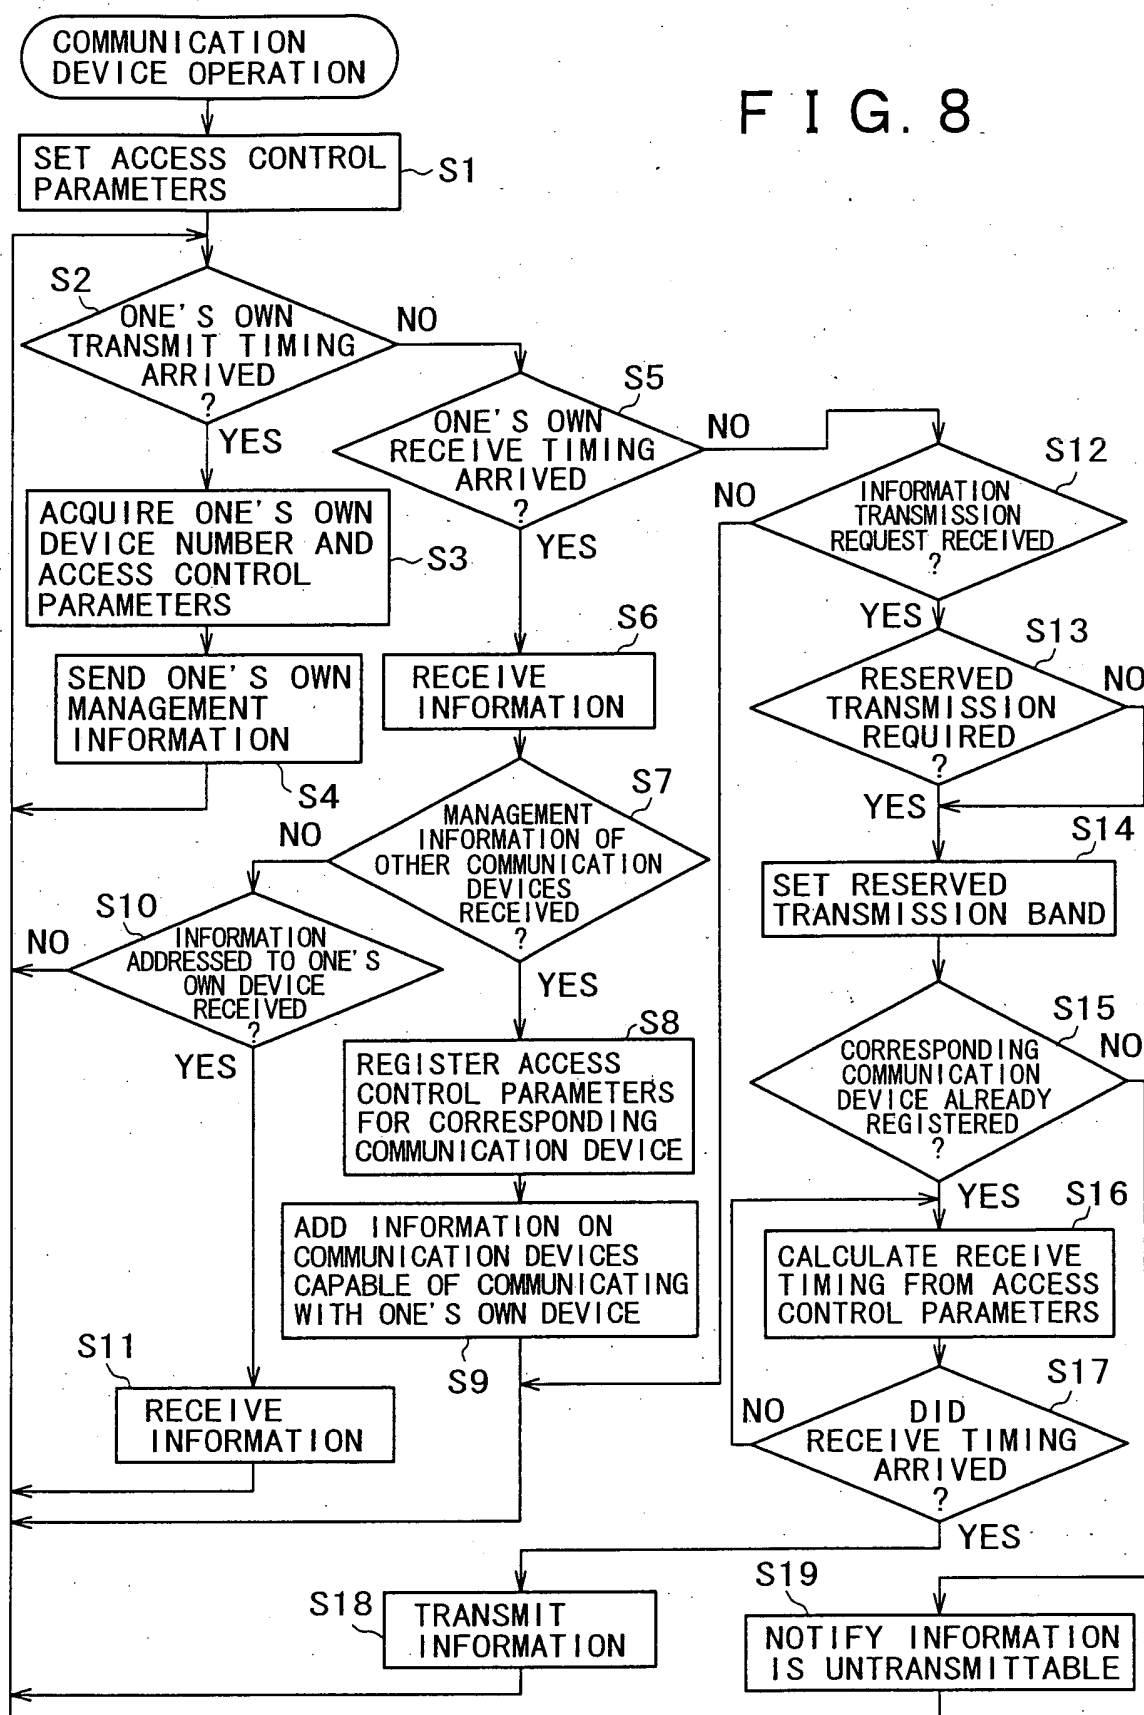 COMMUNICATION
DEVICE OPERATION
FIG. 8
SET ACCESS CONTROL
PARAMETERS
S1
S2
ONE'S OWN
TRANSMIT TIMING
ARRIVED
?
NO
YES
ACQUIRE ONE'S OWN
DEVICE NUMBER AND
ACCESS CONTROL
PARAMETERS
S3
SEND ONE'S OWN
MANAGEMENT
INFORMATION
S4
S5
ONE'S OWN
RECEIVE TIMING
ARRIVED
?
NO
YES
S6
RECEIVE
INFORMATION
S7
MANAGEMENT
INFORMATION OF
OTHER COMMUNICATION
DEVICES
RECEIVED
?
NO
YES
S8
REGISTER ACCESS
CONTROL PARAMETERS
FOR CORRESPONDING
COMMUNICATION DEVICE
ADD INFORMATION ON
COMMUNICATION DEVICES
CAPABLE OF COMMUNICATING
WITH ONE'S OWN DEVICE
S9
S10
INFORMATION
ADDRESSED TO ONE'S
OWN DEVICE
RECEIVED
?
NO
YES
S11
RECEIVE
INFORMATION
S12
INFORMATION
TRANSMISSION
REQUEST RECEIVED
?
NO
YES
S13
RESERVED
TRANSMISSION
REQUIRED
?
NO
YES
S14
SET RESERVED
TRANSMISSION BAND
S15
CORRESPONDING
COMMUNICATION
DEVICE ALREADY
REGISTERED
?
NO
YES
S16
CALCULATE RECEIVE
TIMING FROM ACCESS
CONTROL PARAMETERS
S17
DID
RECEIVE TIMING
ARRIVED
?
NO
YES
S18
TRANSMIT
INFORMATION
S19
NOTIFY INFORMATION
IS UNTRANSMITTABLE